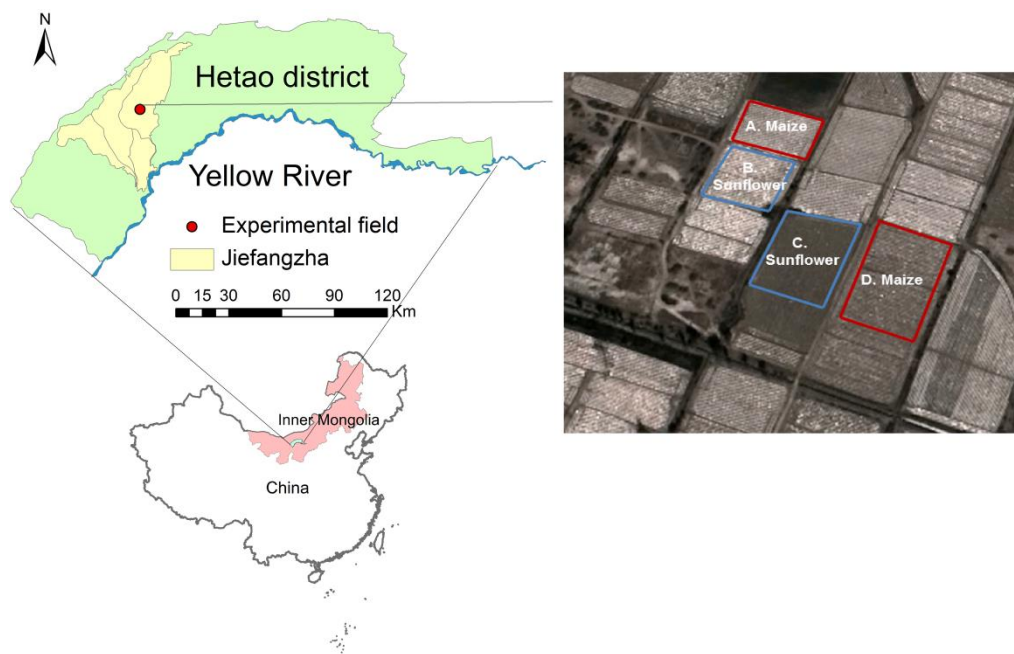 N
Hetao district
Yellow River
Experimental field
Jiefangzha
0 15 30 60 90 120
Km
Inner Mongolia
China
A. Maize
B.
Sunflower
C.
Sunflower
D. Maize